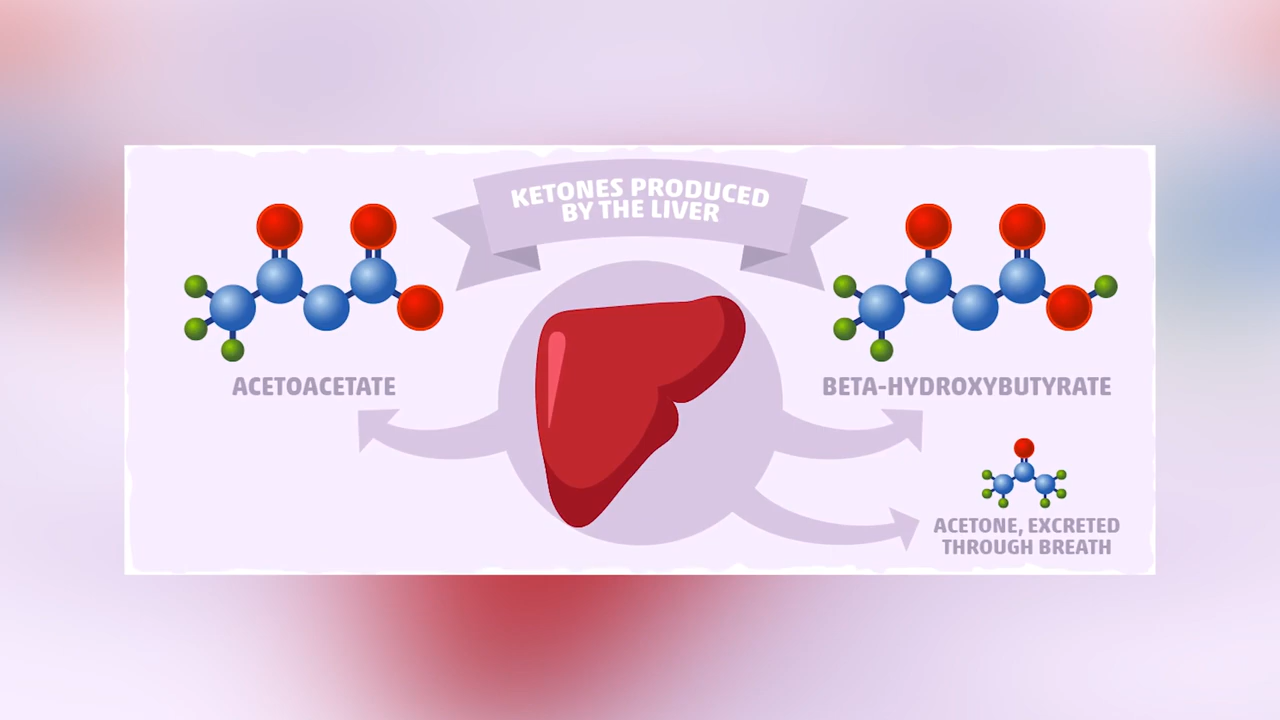 KETONES PRODUCED
BY THE LIVER
ACETOACETATE
BETA-HYDROXYBUTYRATE
ACETONE, EXCRETED
THROUGH BREATH